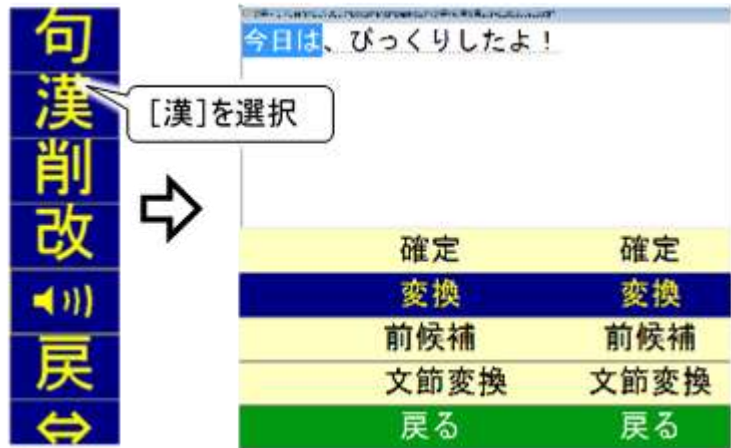 句
漢
削
改
戻
[漢]を選択
今日は、びっくりしたよ！
確定 確定
変換 変換
前候補 前候補
文節変換 文節変換
戻る 戻る